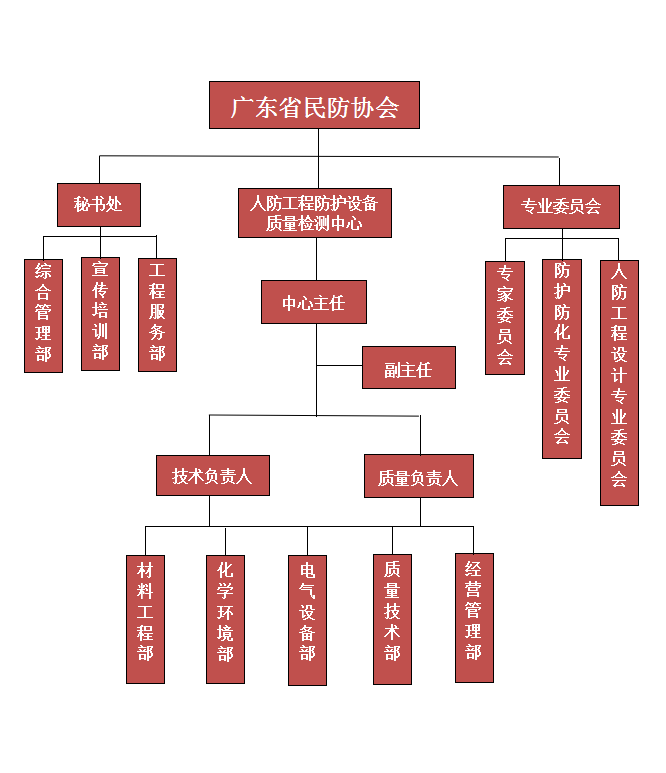 广东省民防协会
秘书处
人防工程防护设备
质量检测中心
专业委员会
综合管理部
宣传培训部
工程服务部
中心主任
副主任
专家委员会
防护防化专业委员会
人防工程设计专业委员会
技术负责人
质量负责人
材料工程部
化学环境部
电气设备部
质量技术部
经营管理部